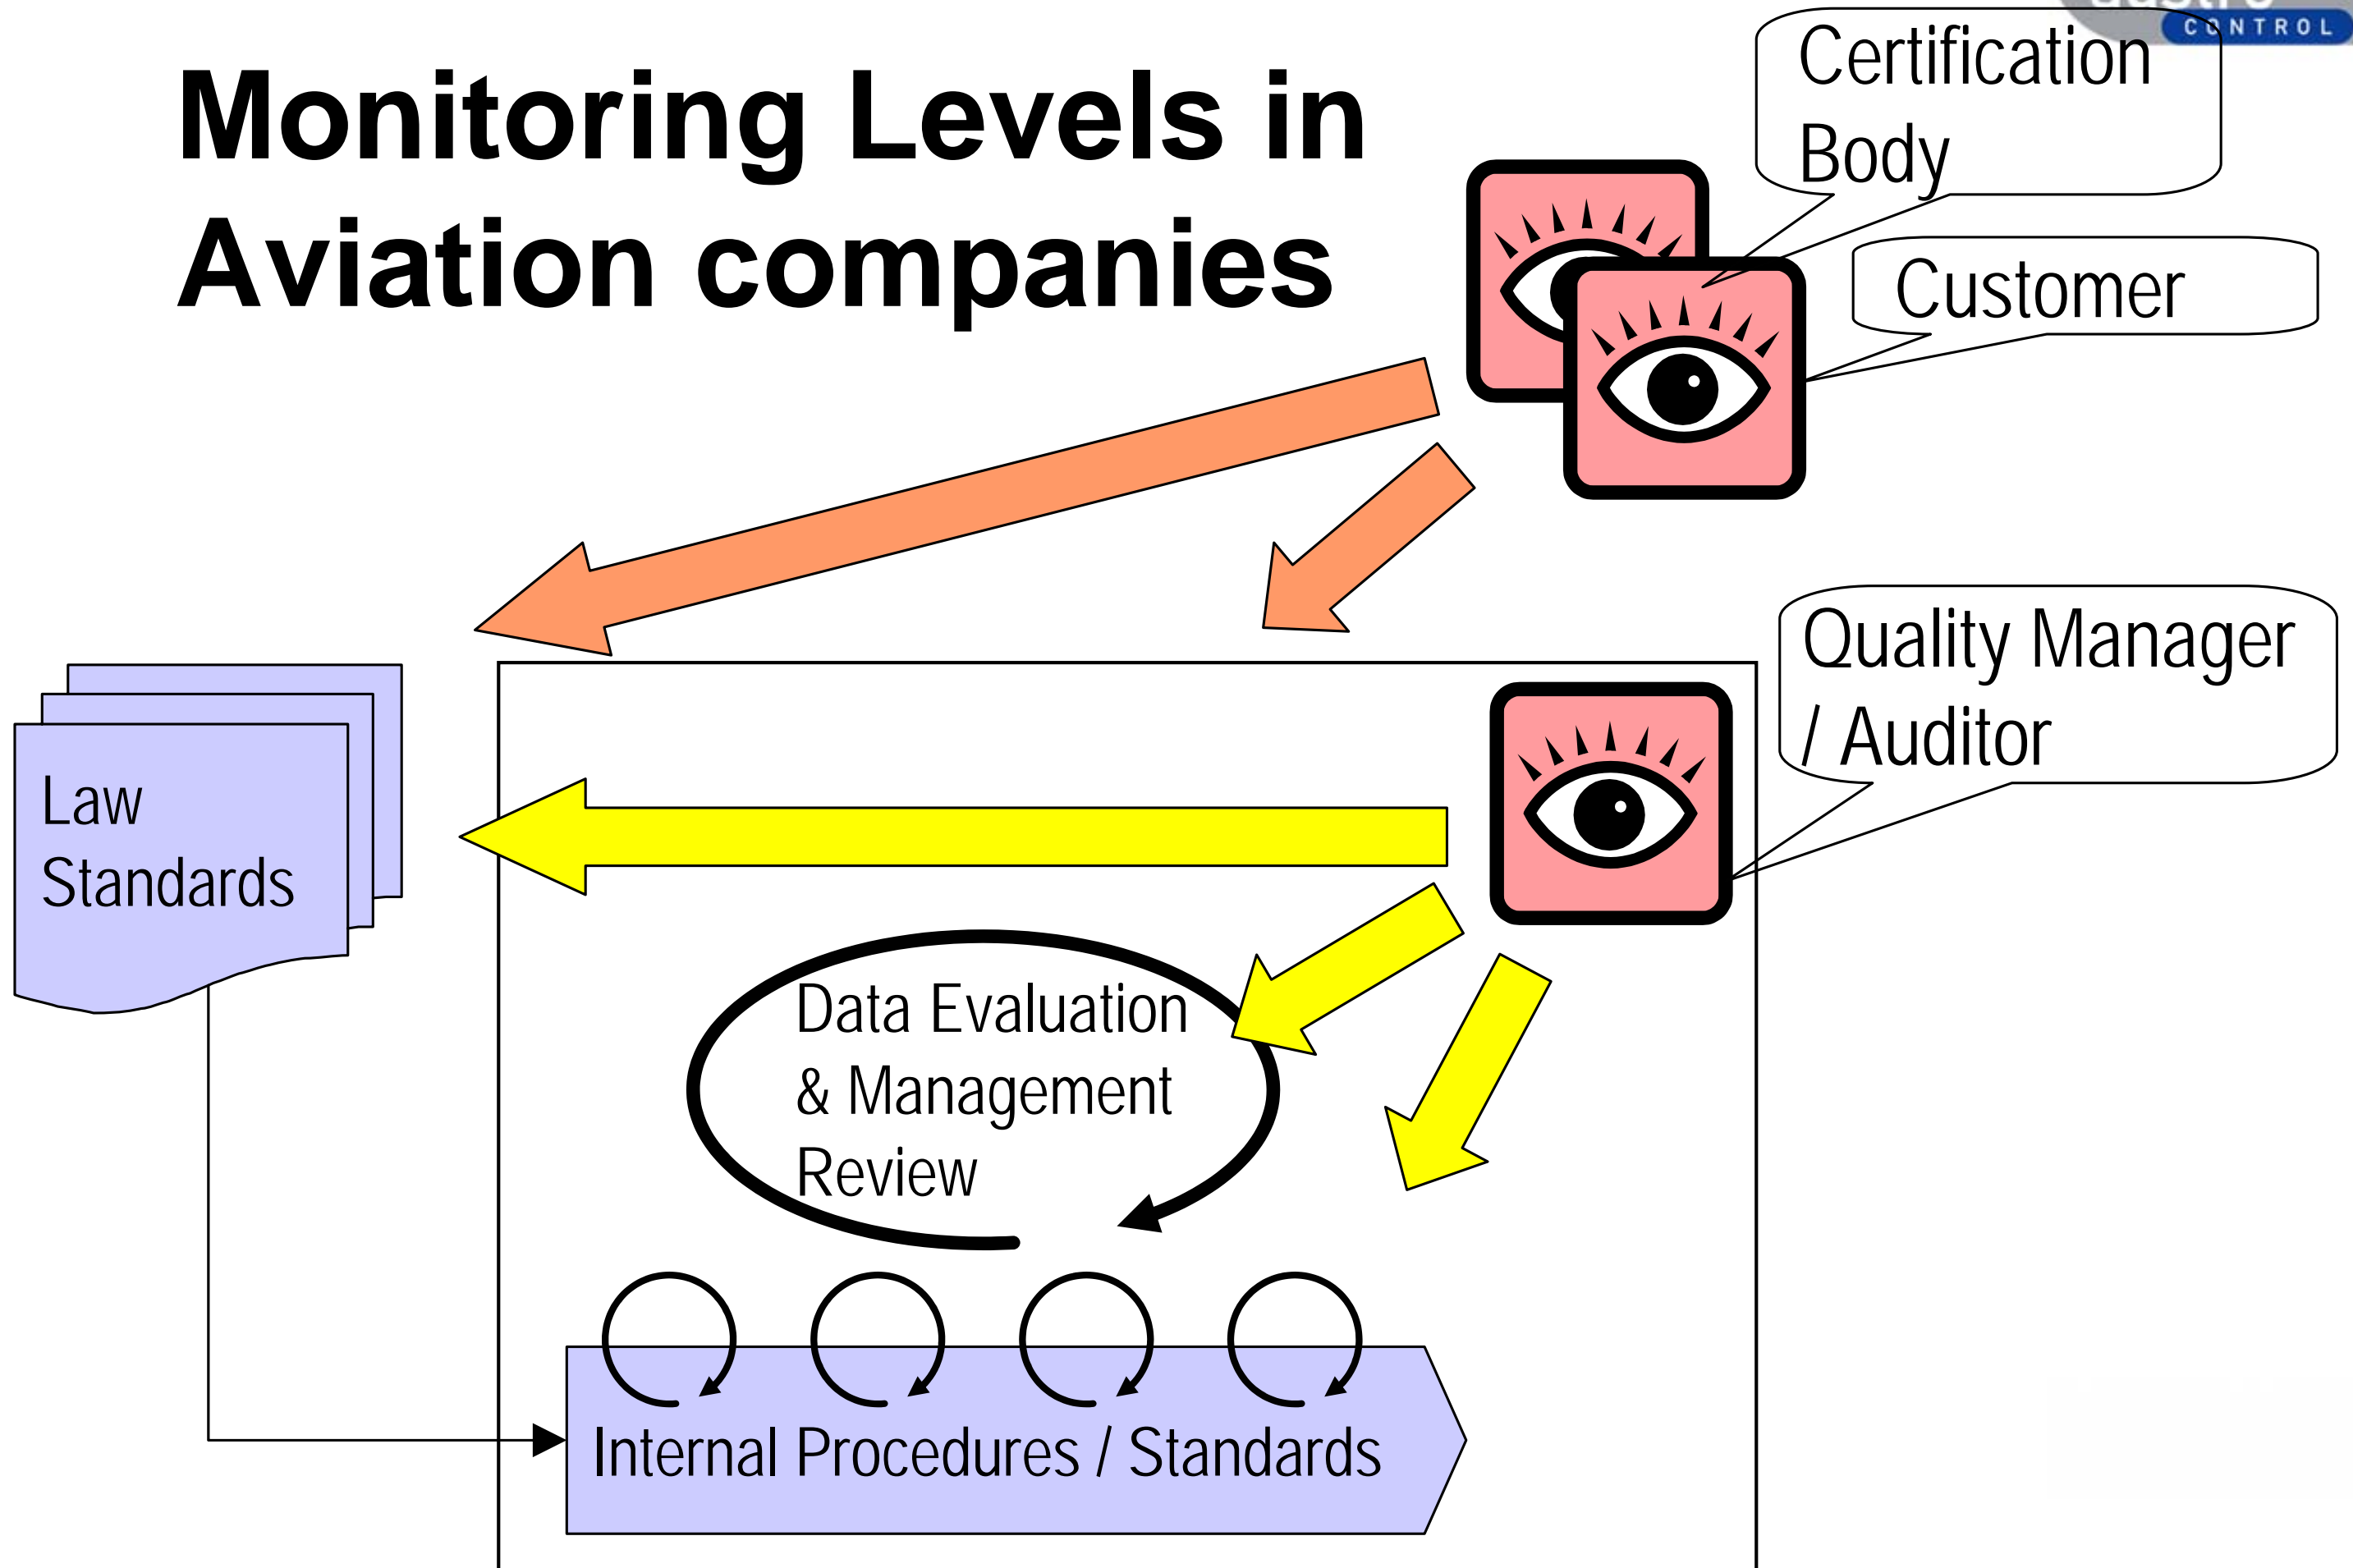 Monitoring Levels in
Aviation companies
CONTROL
Certification
Body
Customer
Quality Manager
/ Auditor
Law
Standards
Data Evaluation
& Management
Review
Internal Procedures / Standards